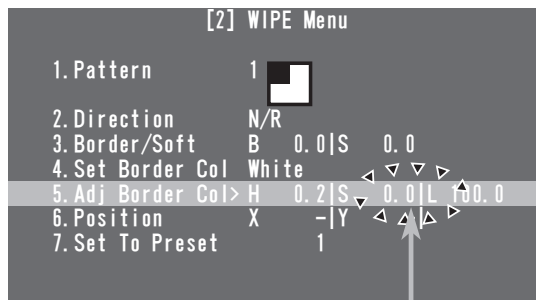 [2] WIPE Menu
1.Pattern 1
2.Direction N/R
3.Border/Soft B 0.0|S 0.0
4.Set Border Col White
5.Adj Border Col> H 0.2|S 0.0|L 100.0
6.Position X -|Y -|
7.Set To Preset 1